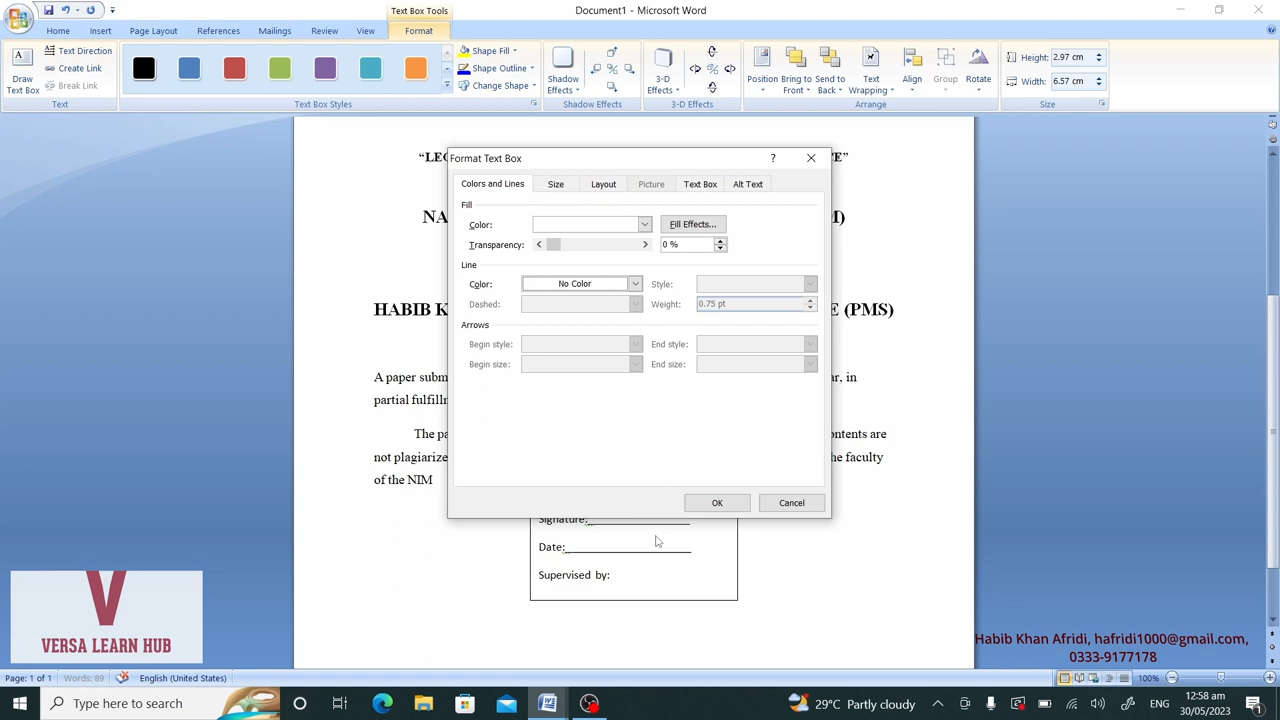 Document1 - Microsoft Word
Text Box Tools
Home Insert Page Layout References Mailings Review View Format
Draw Text Box
Text Direction
Create Link
Break Link
Text
Text Box Styles
Shape Fill
Shape Outline
Change Shape
Shadow Effects
Shadow Effects
3-D Effects
3-D Effects
Position
Bring to Front
Send to Back
Text Wrapping
Align
Group
Rotate
Arrange
Height: 2.97 cm
Width: 6.57 cm
Size
Format Text Box
Colors and Lines Size Layout Picture Text Box Alt Text
Fill
Color: Fill Effects...
Transparency: 0 %
Line
Color: No Color Style:
Dashed: Weight: 0.75 pt
Arrows
Begin style: End style:
Begin size: End size:
OK Cancel
HABIB K
E (PMS)
A paper subm
ar, in
partial fulfillm
The pa
ontents are
not plagiarize
he faculty
of the NIM
Signature:
Date:
Supervised by:
V
VERSA LEARN HUB
Habib Khan Afridi, hafridi1000@gmail.com,
0333-9177178
Page: 1 of 1 Words: 89 English (United States) 100%
Type here to search
29°C Partly cloudy
ENG
12:58 am
30/05/2023